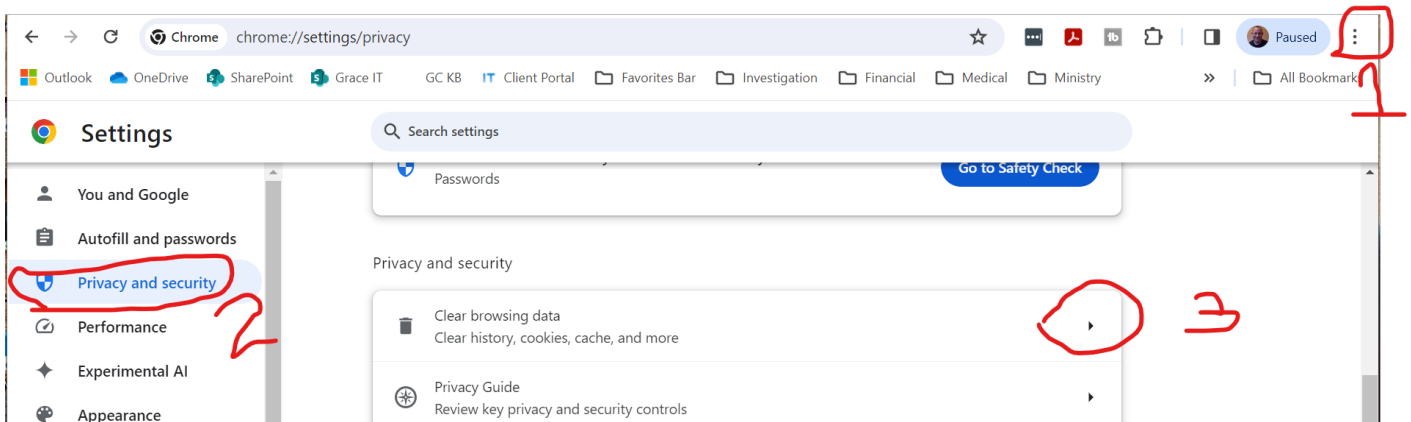 Chrome chrome://settings/privacy Paused
Outlook OneDrive SharePoint Grace IT GC KB IT Client Portal Favorites Bar Investigation Financial Medical Ministry » All Bookmarks
1
Settings Search settings
You and Google
Autofill and passwords
Privacy and security
2
Performance
Experimental AI
Appearance
Passwords
Go to Safety Check
Privacy and security
Clear browsing data
Clear history, cookies, cache, and more
3
Privacy Guide
Review key privacy and security controls